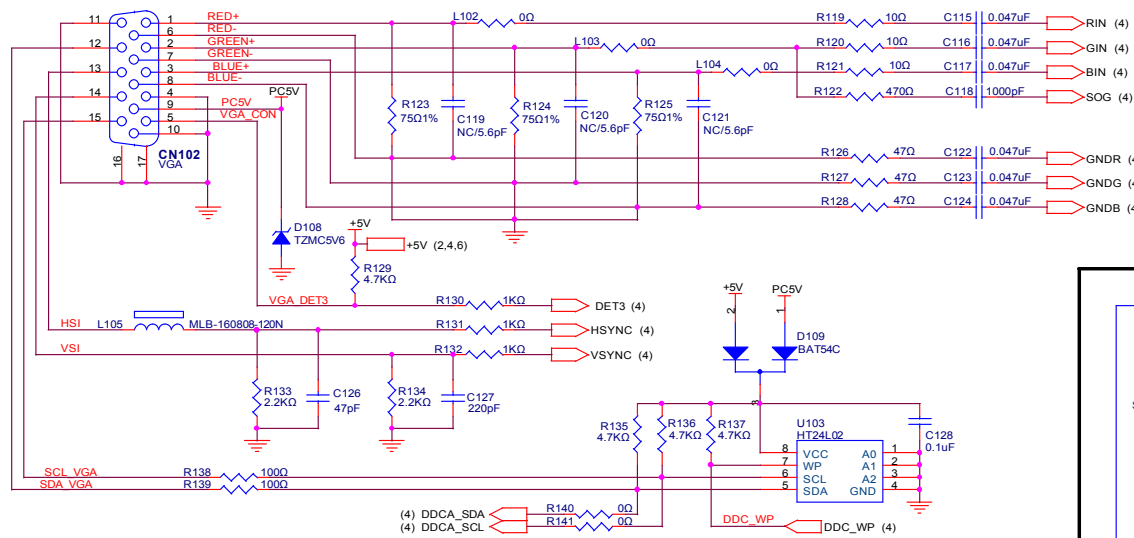 11 1 RED+ L102 0Ω R119 10Ω C115 0.047uF RIN (4)
6 RED-
12 2 GREEN+ L103 0Ω R120 10Ω C116 0.047uF GIN (4)
7 GREEN-
13 3 BLUE+ L104 0Ω R121 10Ω C117 0.047uF BIN (4)
8 BLUE-
14 4 PC5V R122 470Ω C118 1000pF SOG (4)
9 PC5V
15 5 VGA_CON
10
16 17
CN102
VGA
R123
75Ω1%
C119
NC/5.6pF
R124
75Ω1%
C120
NC/5.6pF
R125
75Ω1%
C121
NC/5.6pF
R126 47Ω C122 0.047uF GNDR (4
R127 47Ω C123 0.047uF GNDG (4
R128 47Ω C124 0.047uF GNDB (4
D108
TZMC5V6
+5V
+5V (2,4,6)
R129
4.7KΩ
VGA_DET3 R130 1KΩ DET3 (4)
HSI L105 MLB-160808-120N R131 1KΩ HSYNC (4)
VSI R132 1KΩ VSYNC (4)
R133
2.2KΩ
C126
47pF
R134
2.2KΩ
C127
220pF
+5V PC5V
2 1
D109
BAT54C
3
R135
4.7KΩ
R136
4.7KΩ
R137
4.7KΩ
U103
HT24L02
8 VCC A0 1
7 WP A1 2
6 SCL A2 3
5 SDA GND 4
C128
0.1uF
SCL_VGA R138 100Ω
SDA_VGA R139 100Ω
(4) DDCA_SDA R140 0Ω
(4) DDCA_SCL R141 0Ω
DDC_WP DDC_WP (4)